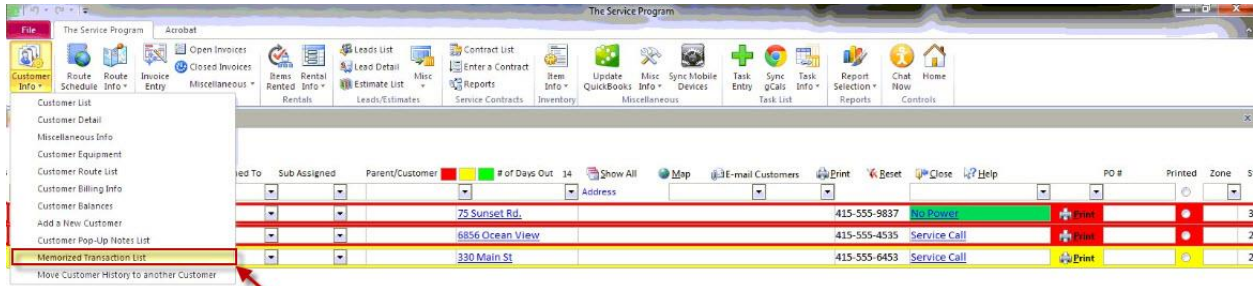 The Service Program
File The Service Program Acrobat
Customer Info Route Schedule Route Info Invoice Entry Open Invoices Closed Invoices Miscellaneous Items Rented Rental Info Leads List Lead Detail Estimate List Misc Contract List Enter a Contract Reports Item Info Update QuickBooks Misc Info Sync Mobile Devices Task Entry Sync gCals Task Info Report Selection Chat Now Home
Rentals Leads/Estimates Service Contracts Inventory Miscellaneous Task List Reports Controls
Customer List
Customer Detail
Miscellaneous Info
Customer Equipment
Customer Route List
Customer Billing Info
Customer Balances
Add a New Customer
Customer Pop-Up Notes List
Memorized Transaction List
Move Customer History to another Customer
ed To Sub Assigned Parent/Customer # of Days Out 14 Show All Map E-mail Customers Print Reset Close Help PO # Printed Zone
Address
75 Sunset Rd. 415-555-9837 No Power Print 3
6856 Ocean View 415-555-4535 Service Call Print 2
330 Main St 415-555-6453 Service Call Print 2